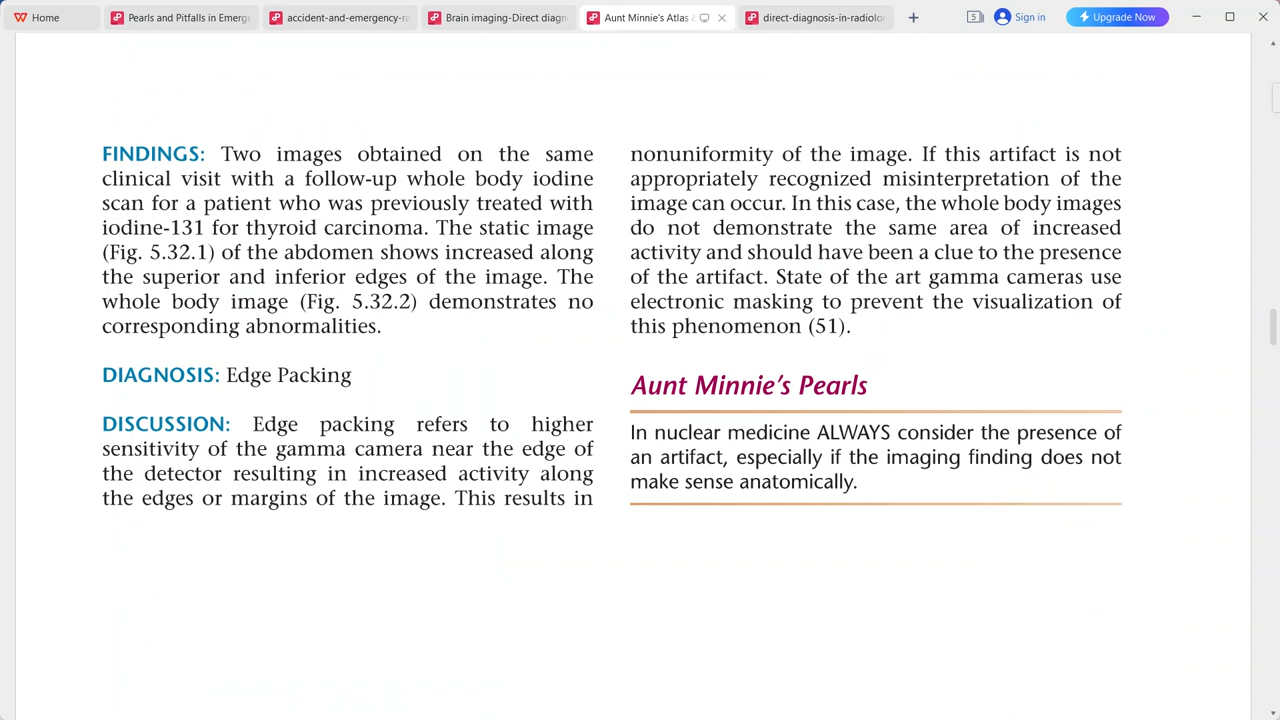 Home
Pearls and Pitfalls in Emerg
accident-and-emergency-ra
Brain imaging-Direct diagn
Aunt Minnie's Atlas
direct-diagnosis-in-radiolo
5
Sign in
Upgrade Now
FINDINGS: Two images obtained on the same
clinical visit with a follow-up whole body iodine
scan for a patient who was previously treated with
iodine-131 for thyroid carcinoma. The static image
(Fig. 5.32.1) of the abdomen shows increased along
the superior and inferior edges of the image. The
whole body image (Fig. 5.32.2) demonstrates no
corresponding abnormalities.
DIAGNOSIS: Edge Packing
DISCUSSION: Edge packing refers to higher
sensitivity of the gamma camera near the edge of
the detector resulting in increased activity along
the edges or margins of the image. This results in
nonuniformity of the image. If this artifact is not
appropriately recognized misinterpretation of the
image can occur. In this case, the whole body images
do not demonstrate the same area of increased
activity and should have been a clue to the presence
of the artifact. State of the art gamma cameras use
electronic masking to prevent the visualization of
this phenomenon (51).
Aunt Minnie's Pearls
In nuclear medicine ALWAYS consider the presence of
an artifact, especially if the imaging finding does not
make sense anatomically.